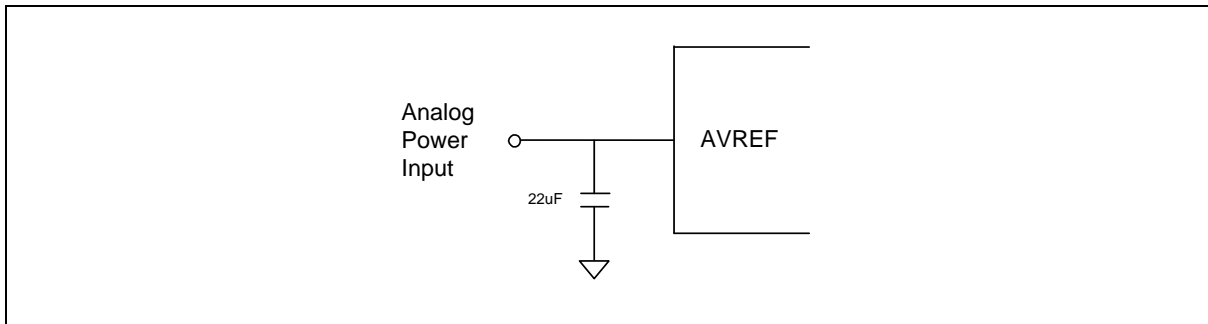 Analog
Power
Input
AVREF
22uF